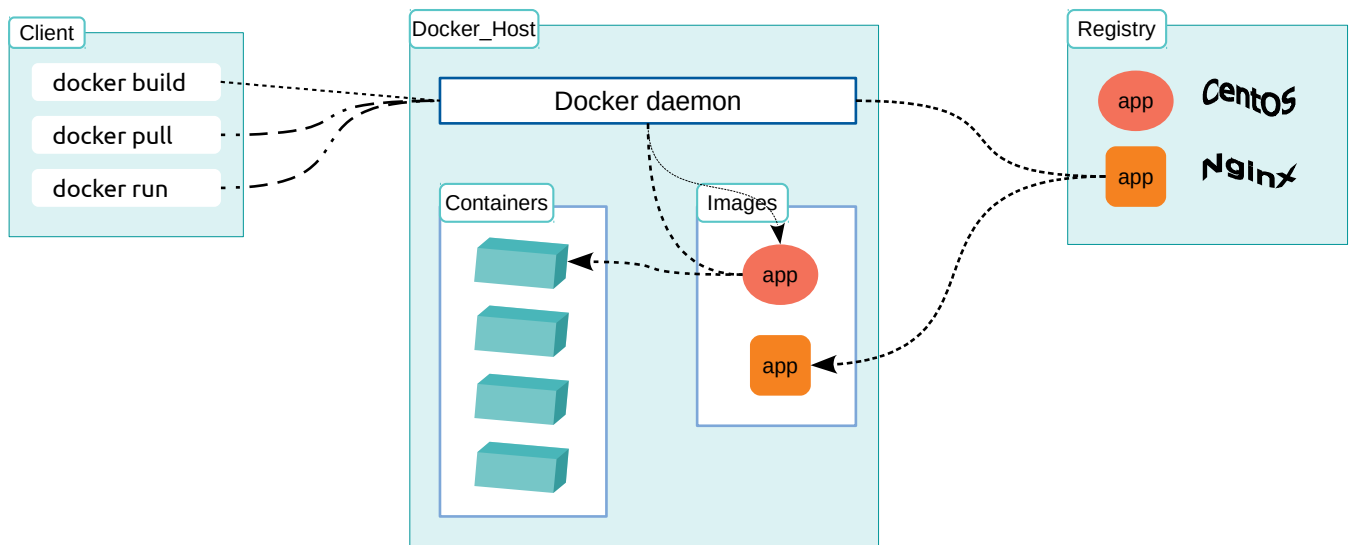 Client
docker build
docker pull
docker run
Docker_Host
Docker daemon
Containers
Images
app
app
Registry
app
CentOS
app
Nginx